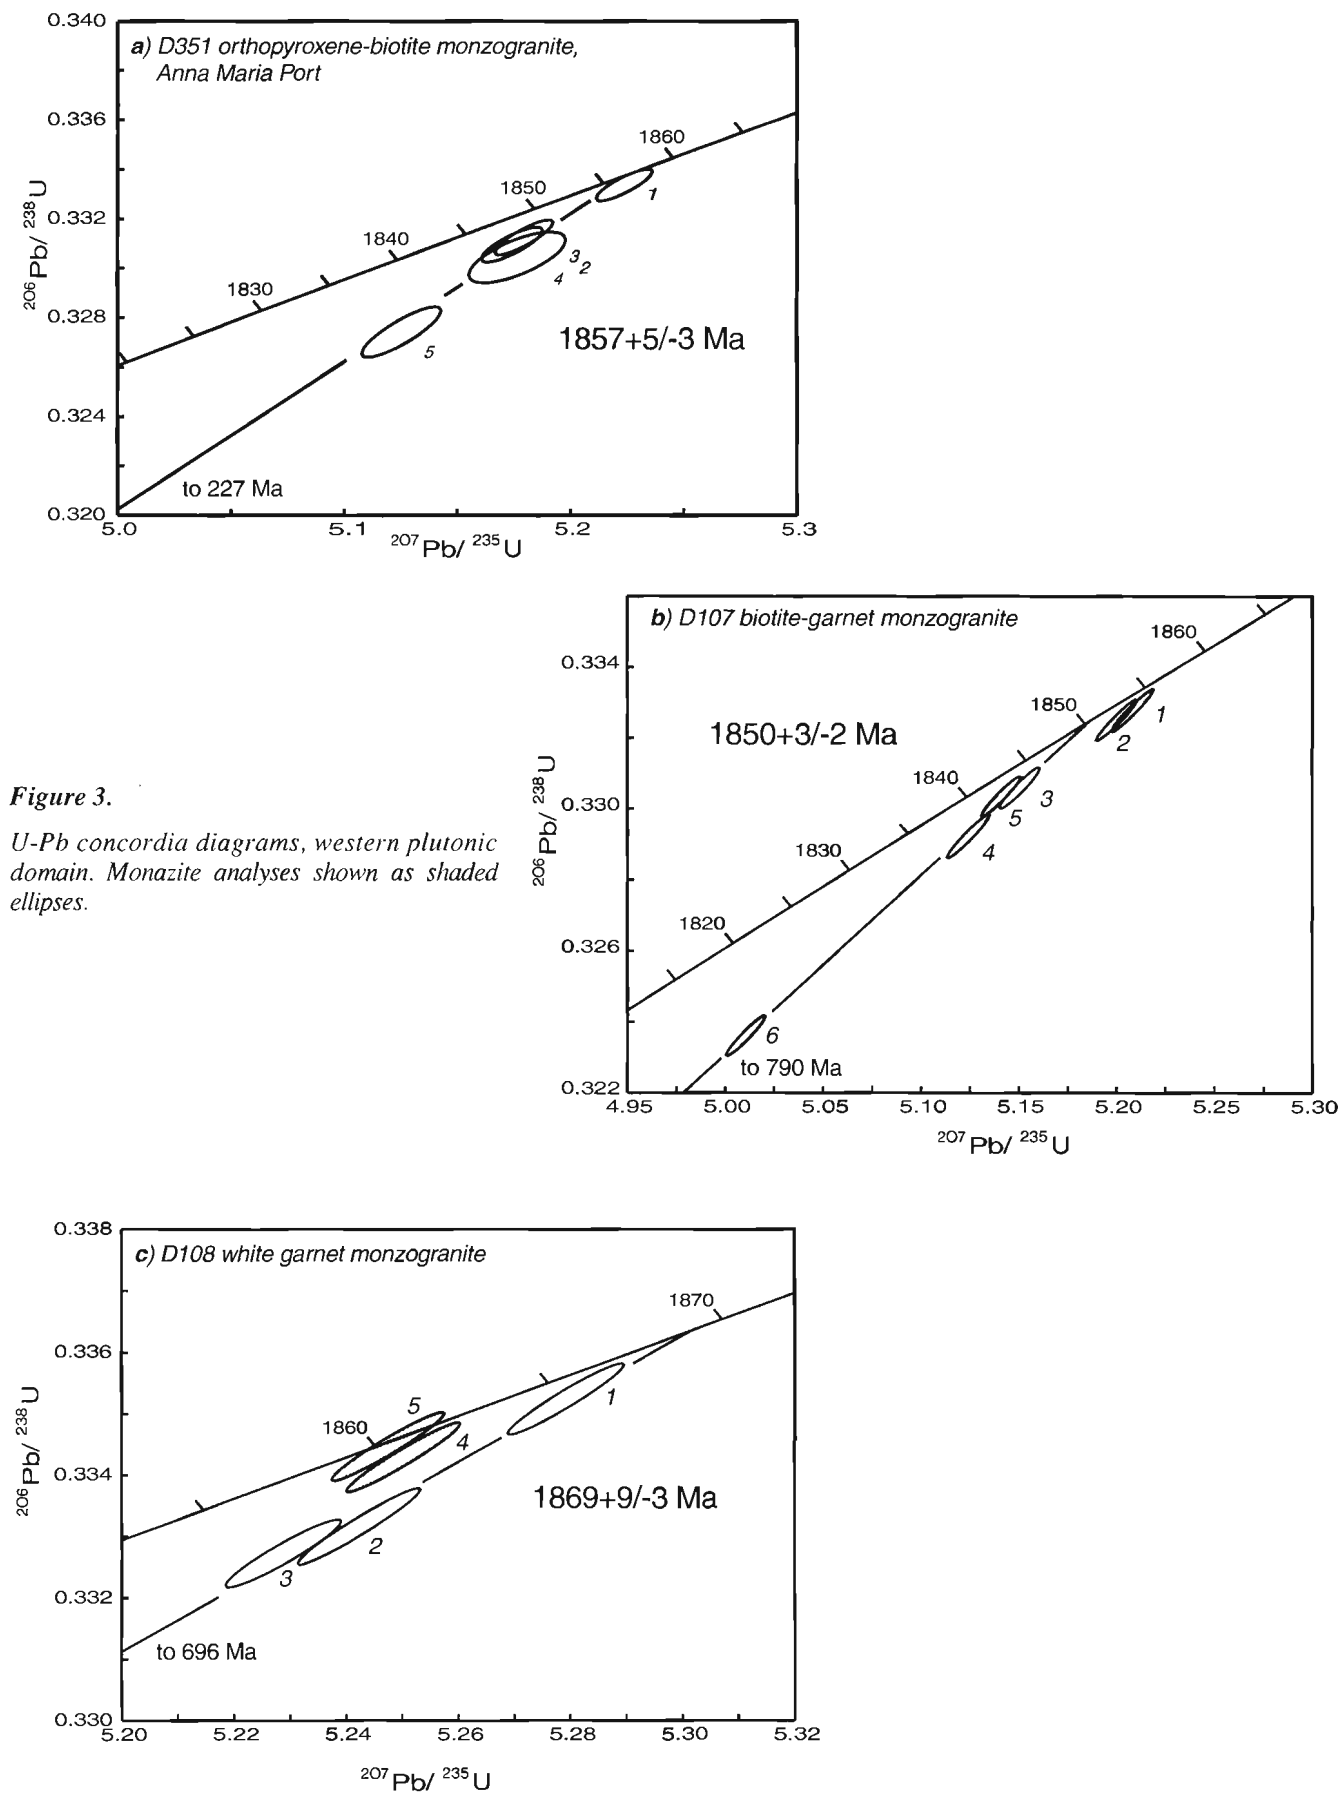 0.340
a) D351 orthopyroxene-biotite monzogranite,
Anna Maria Port
0.336
1860
1
0.332
1850
3
2
1840
4
1830
0.328
1857+5/-3 Ma
5
0.324
to 227 Ma
0.320
5.0 5.1 5.2 5.3
206Pb/ 238U
207Pb/ 235U
b) D107 biotite-garnet monzogranite
1860
0.334
1850
1
1850+3/-2 Ma
2
1840
3
0.330
5
4
1830
1820
0.326
6
to 790 Ma
0.322
4.95 5.00 5.05 5.10 5.15 5.20 5.25 5.30
206Pb/ 238U
207Pb/ 235U
Figure 3.
U-Pb concordia diagrams, western plutonic
domain. Monazite analyses shown as shaded
ellipses.
0.338
c) D108 white garnet monzogranite
1870
0.336
5
1
1860
4
0.334
1869+9/-3 Ma
2
3
0.332
to 696 Ma
0.330
5.20 5.22 5.24 5.26 5.28 5.30 5.32
206Pb/ 238U
207Pb/ 235U